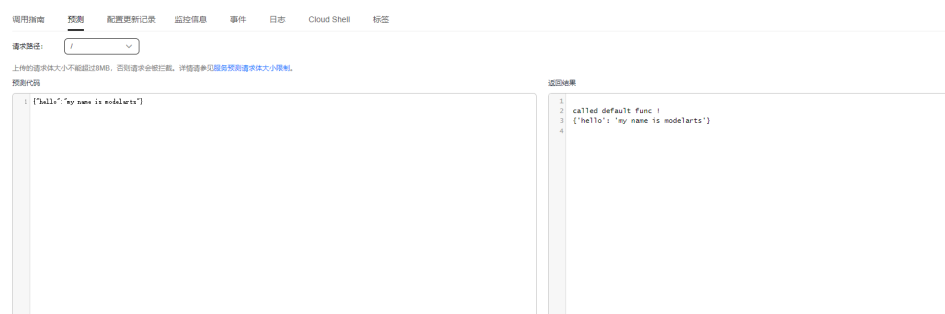 调用指南 预测 配置更新记录 监控信息 事件 日志 Cloud Shell 标签
请求路径： /
上传的请求体大小不能超过8MB，否则请求会被拦截。详情请参见服务预测请求体大小限制。
预测代码
1 {"hello":"my name is modelarts"}
返回结果
1
2 called default func !
3 {'hello': 'my name is modelarts'}
4